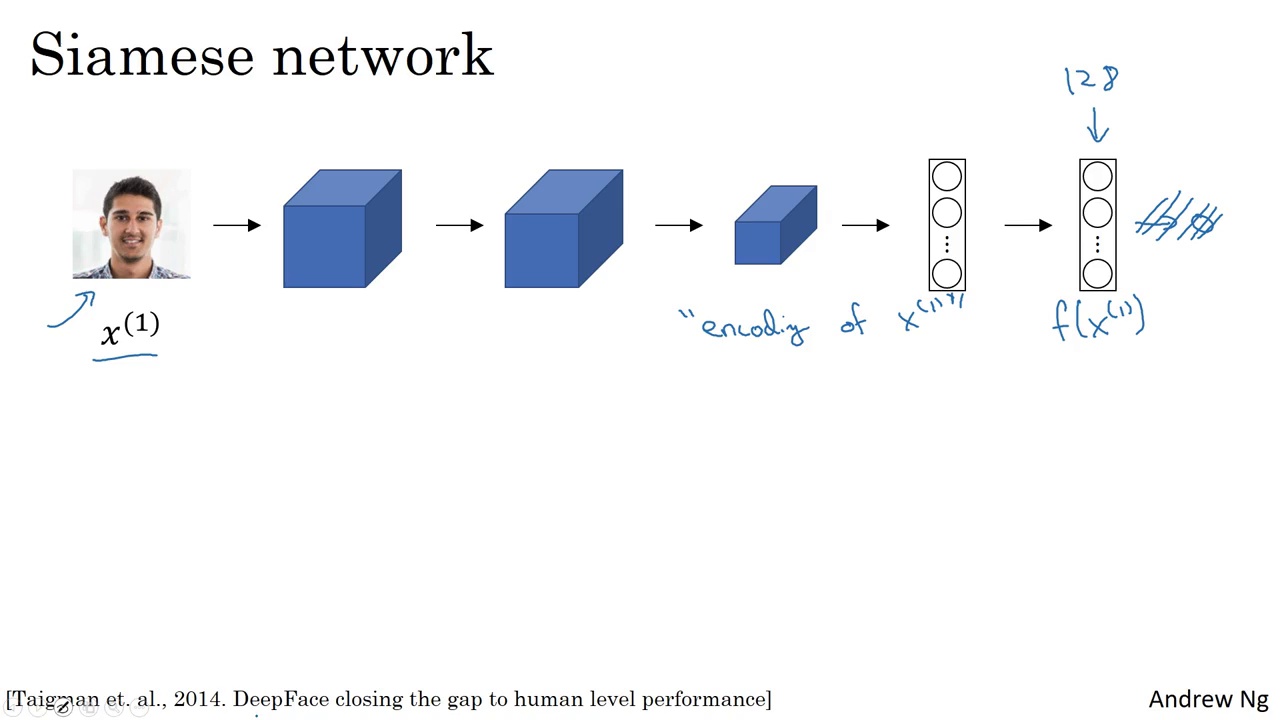 Siamese network
128
x⁽¹⁾
"encoding of x⁽¹⁾"
f(x⁽¹⁾)
[Taigman et. al., 2014. DeepFace closing the gap to human level performance]
Andrew Ng